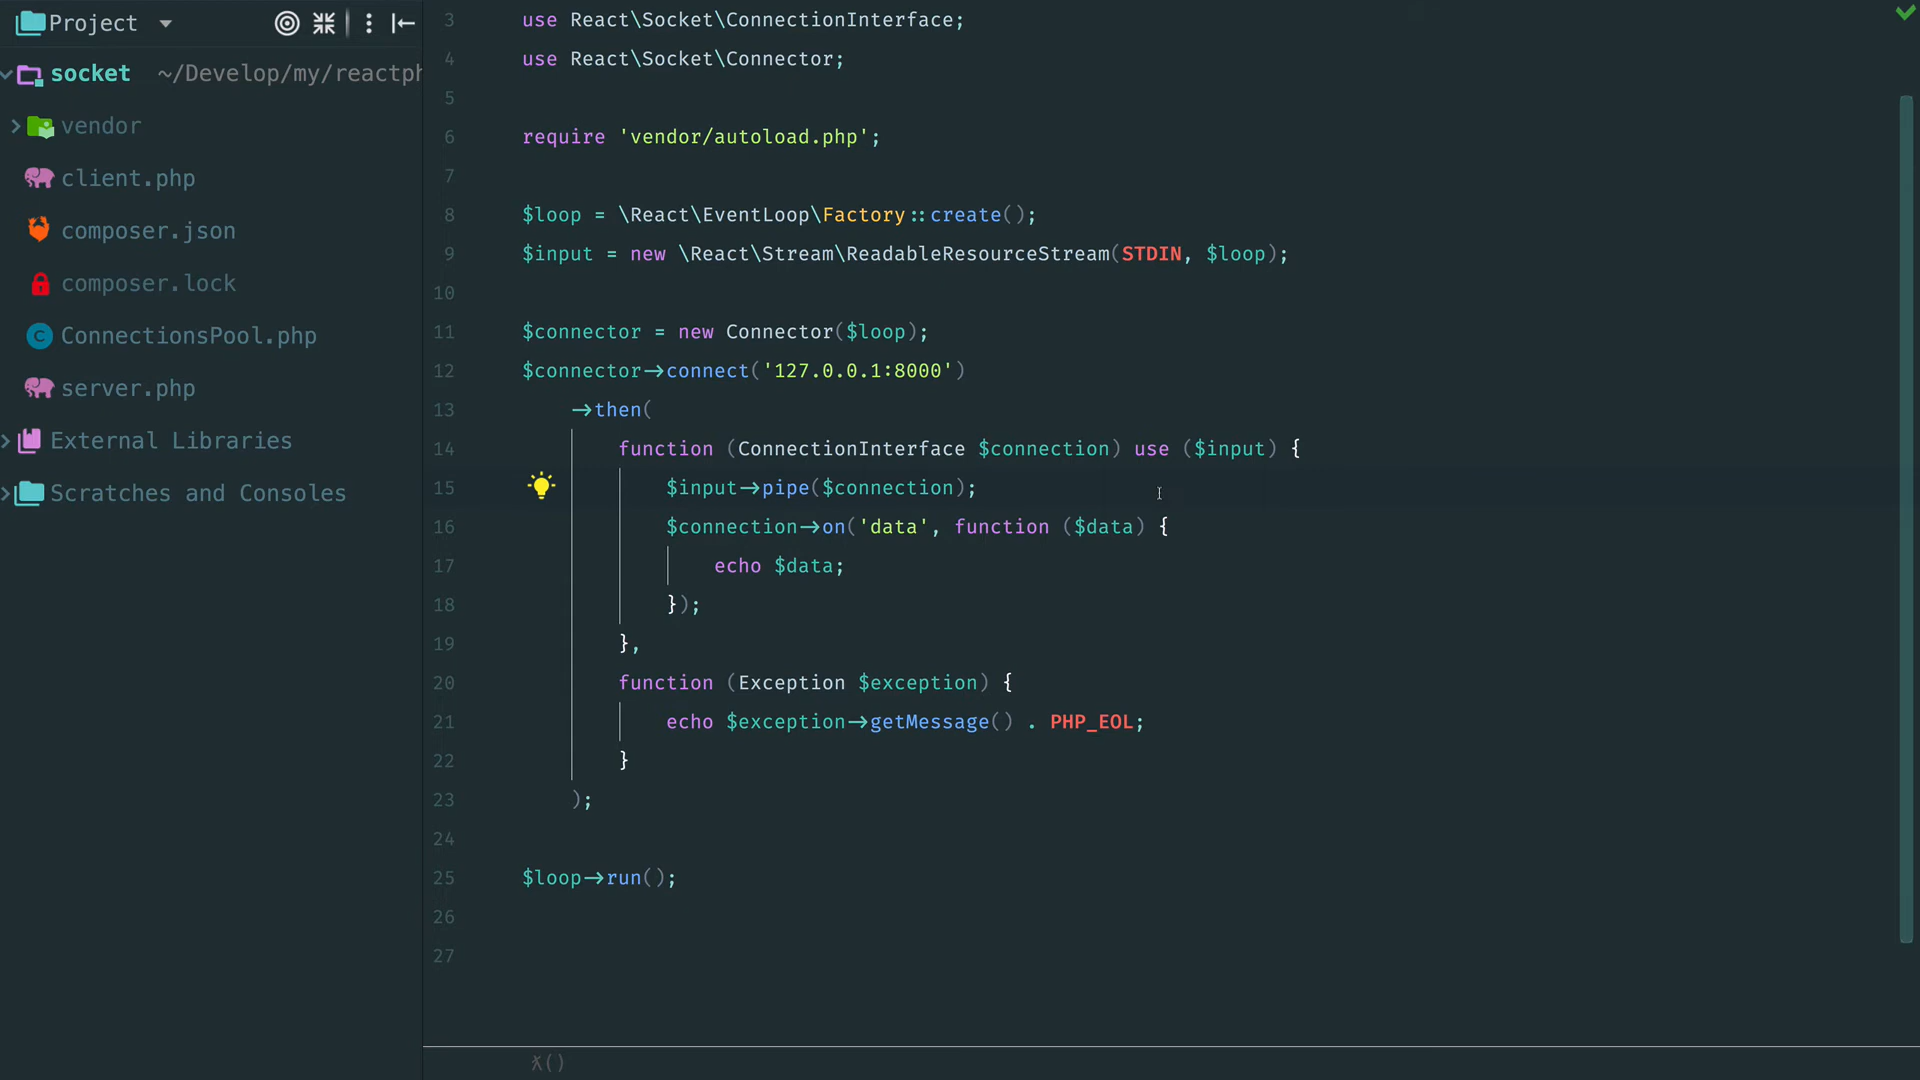 Project
socket ~/Develop/my/reactph
vendor
client.php
composer.json
composer.lock
ConnectionsPool.php
server.php
External Libraries
Scratches and Consoles
3 use React\Socket\ConnectionInterface;
4 use React\Socket\Connector;
5
6 require 'vendor/autoload.php';
7
8 $loop = \React\EventLoop\Factory::create();
9 $input = new \React\Stream\ReadableResourceStream(STDIN, $loop);
10
11 $connector = new Connector($loop);
12 $connector->connect('127.0.0.1:8000')
13 ->then(
14 function (ConnectionInterface $connection) use ($input) {
15 $input->pipe($connection);
16 $connection->on('data', function ($data) {
17 echo $data;
18 });
19 },
20 function (Exception $exception) {
21 echo $exception->getMessage() . PHP_EOL;
22 }
23 );
24
25 $loop->run();
26
27
λ()